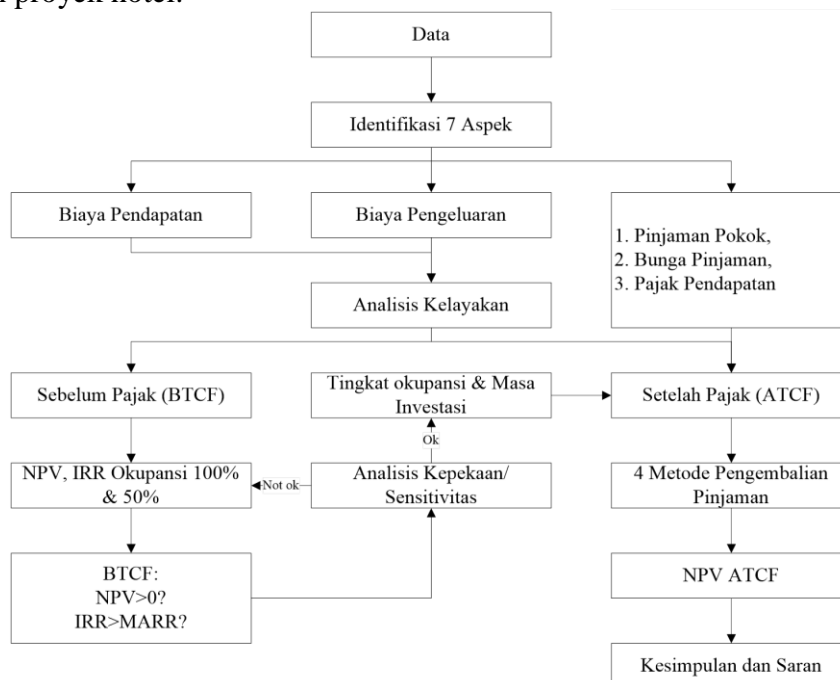 proyek hotel.
Data
Identifikasi 7 Aspek
Biaya Pendapatan
Biaya Pengeluaran
1. Pinjaman Pokok,
2. Bunga Pinjaman,
3. Pajak Pendapatan
Analisis Kelayakan
Sebelum Pajak (BTCF)
Tingkat okupansi & Masa
Investasi
Setelah Pajak (ATCF)
Ok
NPV, IRR Okupansi 100%
& 50%
Not ok
Analisis Kepekaan/
Sensitivitas
4 Metode Pengembalian
Pinjaman
BTCF:
NPV>0?
IRR>MARR?
NPV ATCF
Kesimpulan dan Saran